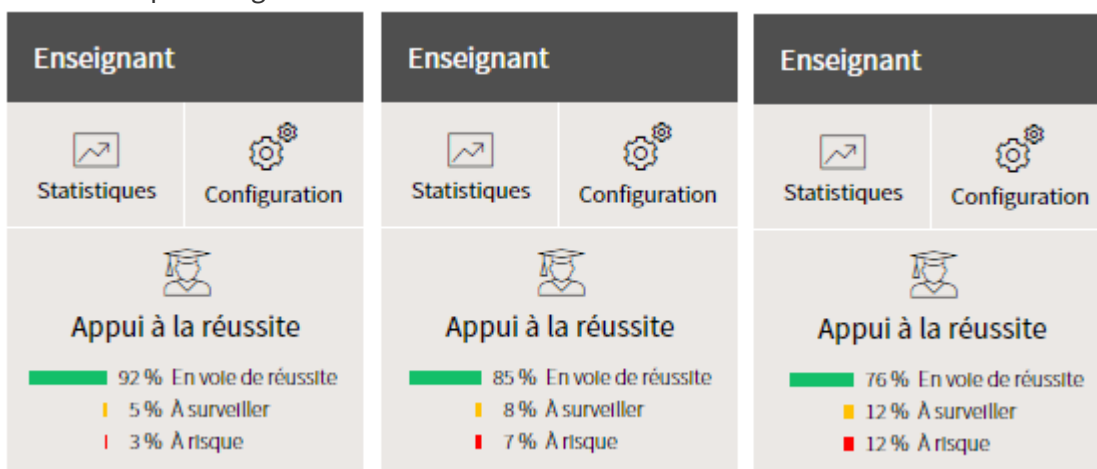 Enseignant
Statistiques
Configuration
Appui à la réussite
92 % En voie de réussite
5 % À surveiller
3 % À risque
Enseignant
Statistiques
Configuration
Appui à la réussite
85 % En voie de réussite
8 % À surveiller
7 % À risque
Enseignant
Statistiques
Configuration
Appui à la réussite
76 % En voie de réussite
12 % À surveiller
12 % À risque